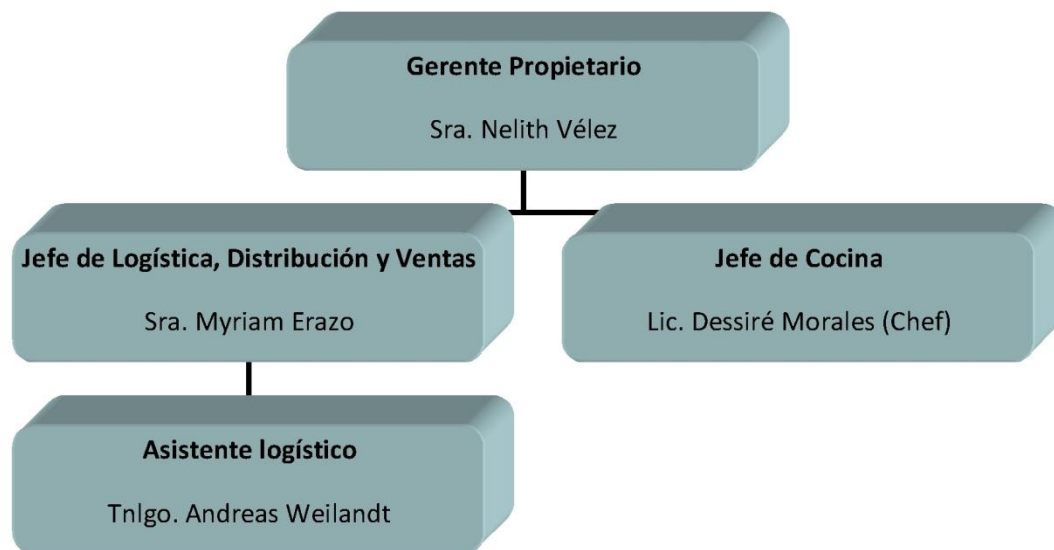 Gerente Propietario
Sra. Nelith Vélez
Jefe de Logística, Distribución y Ventas
Sra. Myriam Erazo
Jefe de Cocina
Lic. Dessiré Morales (Chef)
Asistente logístico
Tnlgo. Andreas Weilandt